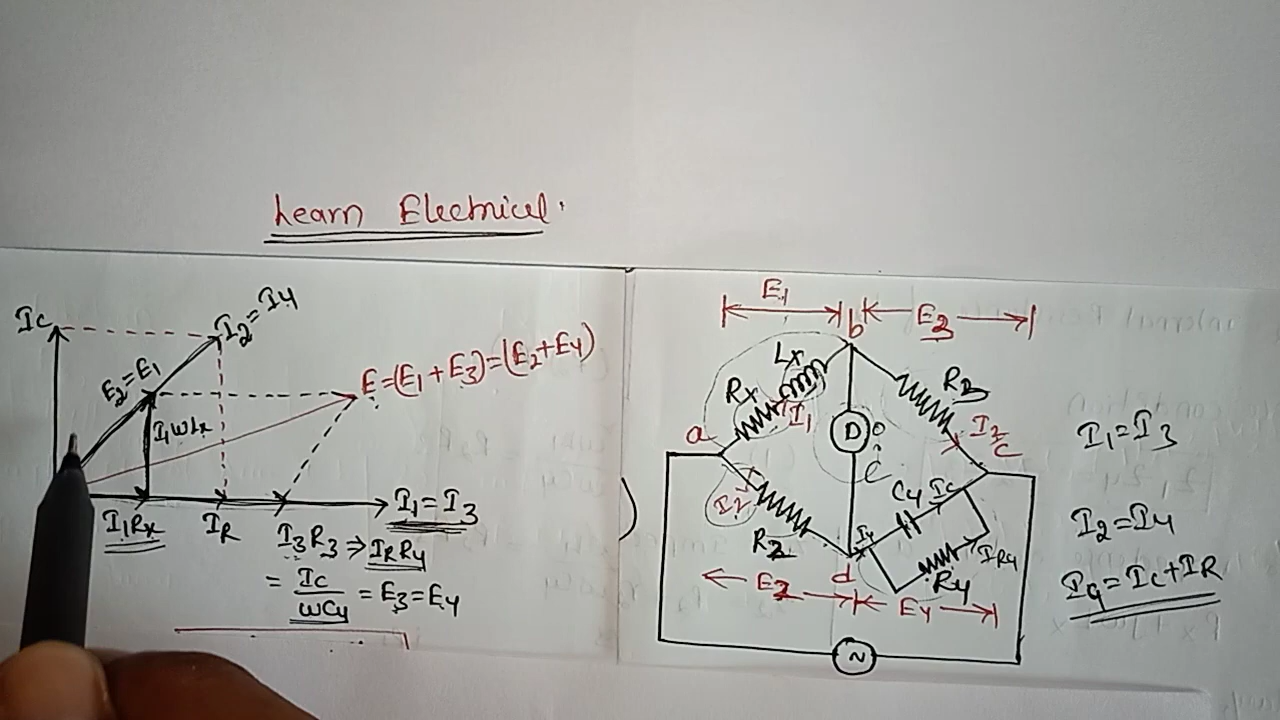 Learn Electrical.
Ic
I2=I4
E2=E1
E=(E1+E3)=(E2+E4)
I1ωLx
I1=I3
I1Rx
IR
I3R3⇒IRR4
= Ic/ωC4 = E3=E4
E1
E3
b
Lx
Rx
I1
R3
a
D
I2
C
C4
Ic
I4
R2
d
IR4
R4
E2
E4
~
I1=I3
I2=I4
I4=Ic+IR